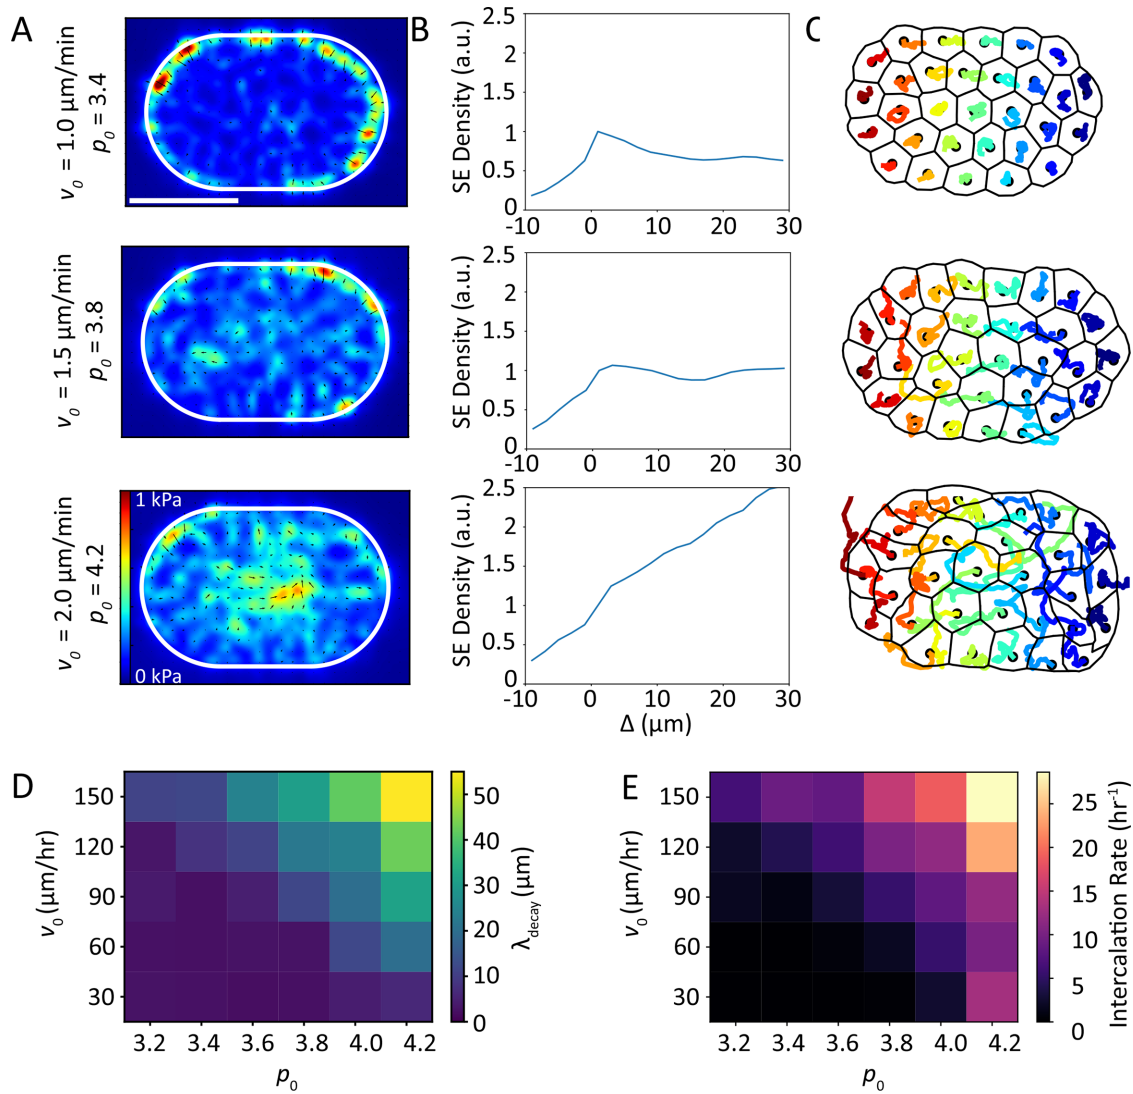 A
B
C
v0 = 1.0 µm/min
p0 = 3.4
SE Density (a.u.)
2.5
2
1.5
1
0.5
0
-10 0 10 20 30
v0 = 1.5 µm/min
p0 = 3.8
SE Density (a.u.)
2.5
2
1.5
1
0.5
0
-10 0 10 20 30
v0 = 2.0 µm/min
p0 = 4.2
1 kPa
0 kPa
SE Density (a.u.)
2.5
2
1.5
1
0.5
0
-10 0 10 20 30
Δ (µm)
D
v0 (µm/hr)
150
120
90
60
30
3.2 3.4 3.6 3.8 4.0 4.2
p0
50
40
30
20
10
0
λdecay (µm)
E
v0 (µm/hr)
150
120
90
60
30
3.2 3.4 3.6 3.8 4.0 4.2
p0
25
20
15
10
5
0
Intercalation Rate (hr-1)